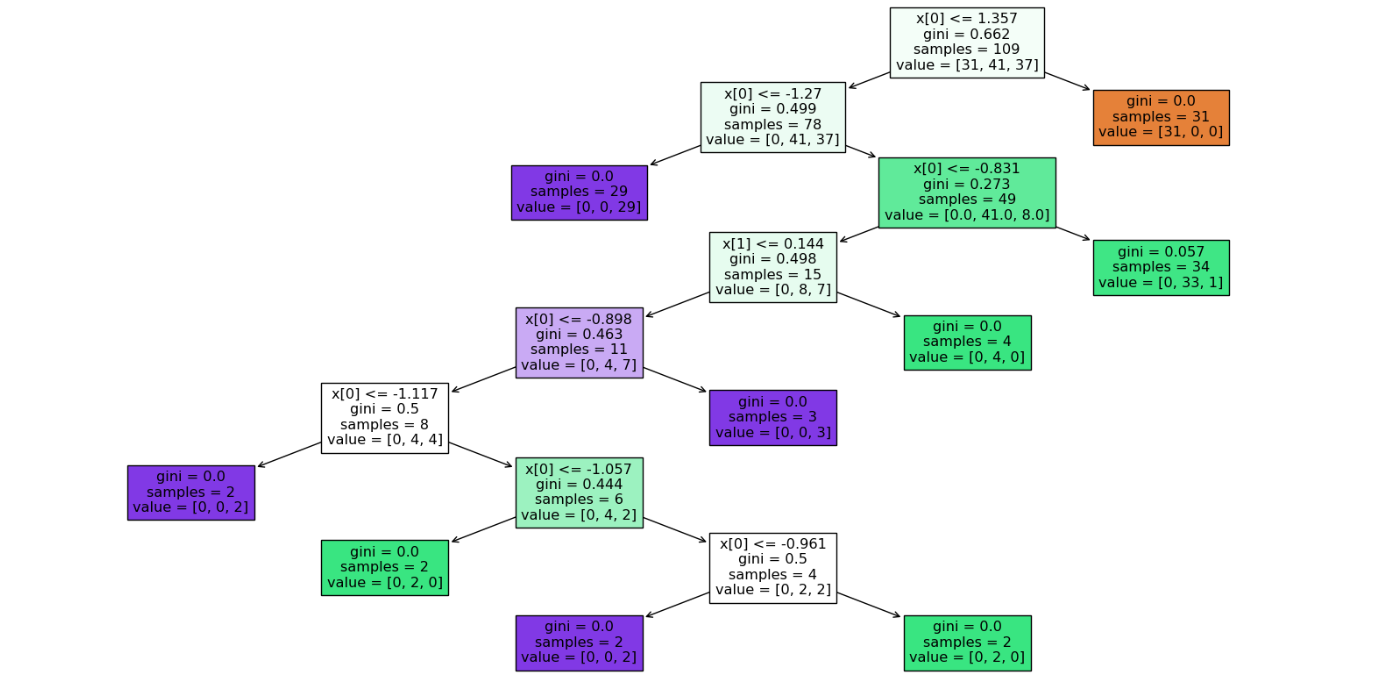 x[0] <= 1.357
gini = 0.662
samples = 109
value = [31, 41, 37]
x[0] <= -1.27
gini = 0.499
samples = 78
value = [0, 41, 37]
gini = 0.0
samples = 31
value = [31, 0, 0]
gini = 0.0
samples = 29
value = [0, 0, 29]
x[0] <= -0.831
gini = 0.273
samples = 49
value = [0.0, 41.0, 8.0]
x[1] <= 0.144
gini = 0.498
samples = 15
value = [0, 8, 7]
gini = 0.057
samples = 34
value = [0, 33, 1]
x[0] <= -0.898
gini = 0.463
samples = 11
value = [0, 4, 7]
gini = 0.0
samples = 4
value = [0, 4, 0]
x[0] <= -1.117
gini = 0.5
samples = 8
value = [0, 4, 4]
gini = 0.0
samples = 3
value = [0, 0, 3]
gini = 0.0
samples = 2
value = [0, 0, 2]
x[0] <= -1.057
gini = 0.444
samples = 6
value = [0, 4, 2]
gini = 0.0
samples = 2
value = [0, 2, 0]
x[0] <= -0.961
gini = 0.5
samples = 4
value = [0, 2, 2]
gini = 0.0
samples = 2
value = [0, 0, 2]
gini = 0.0
samples = 2
value = [0, 2, 0]